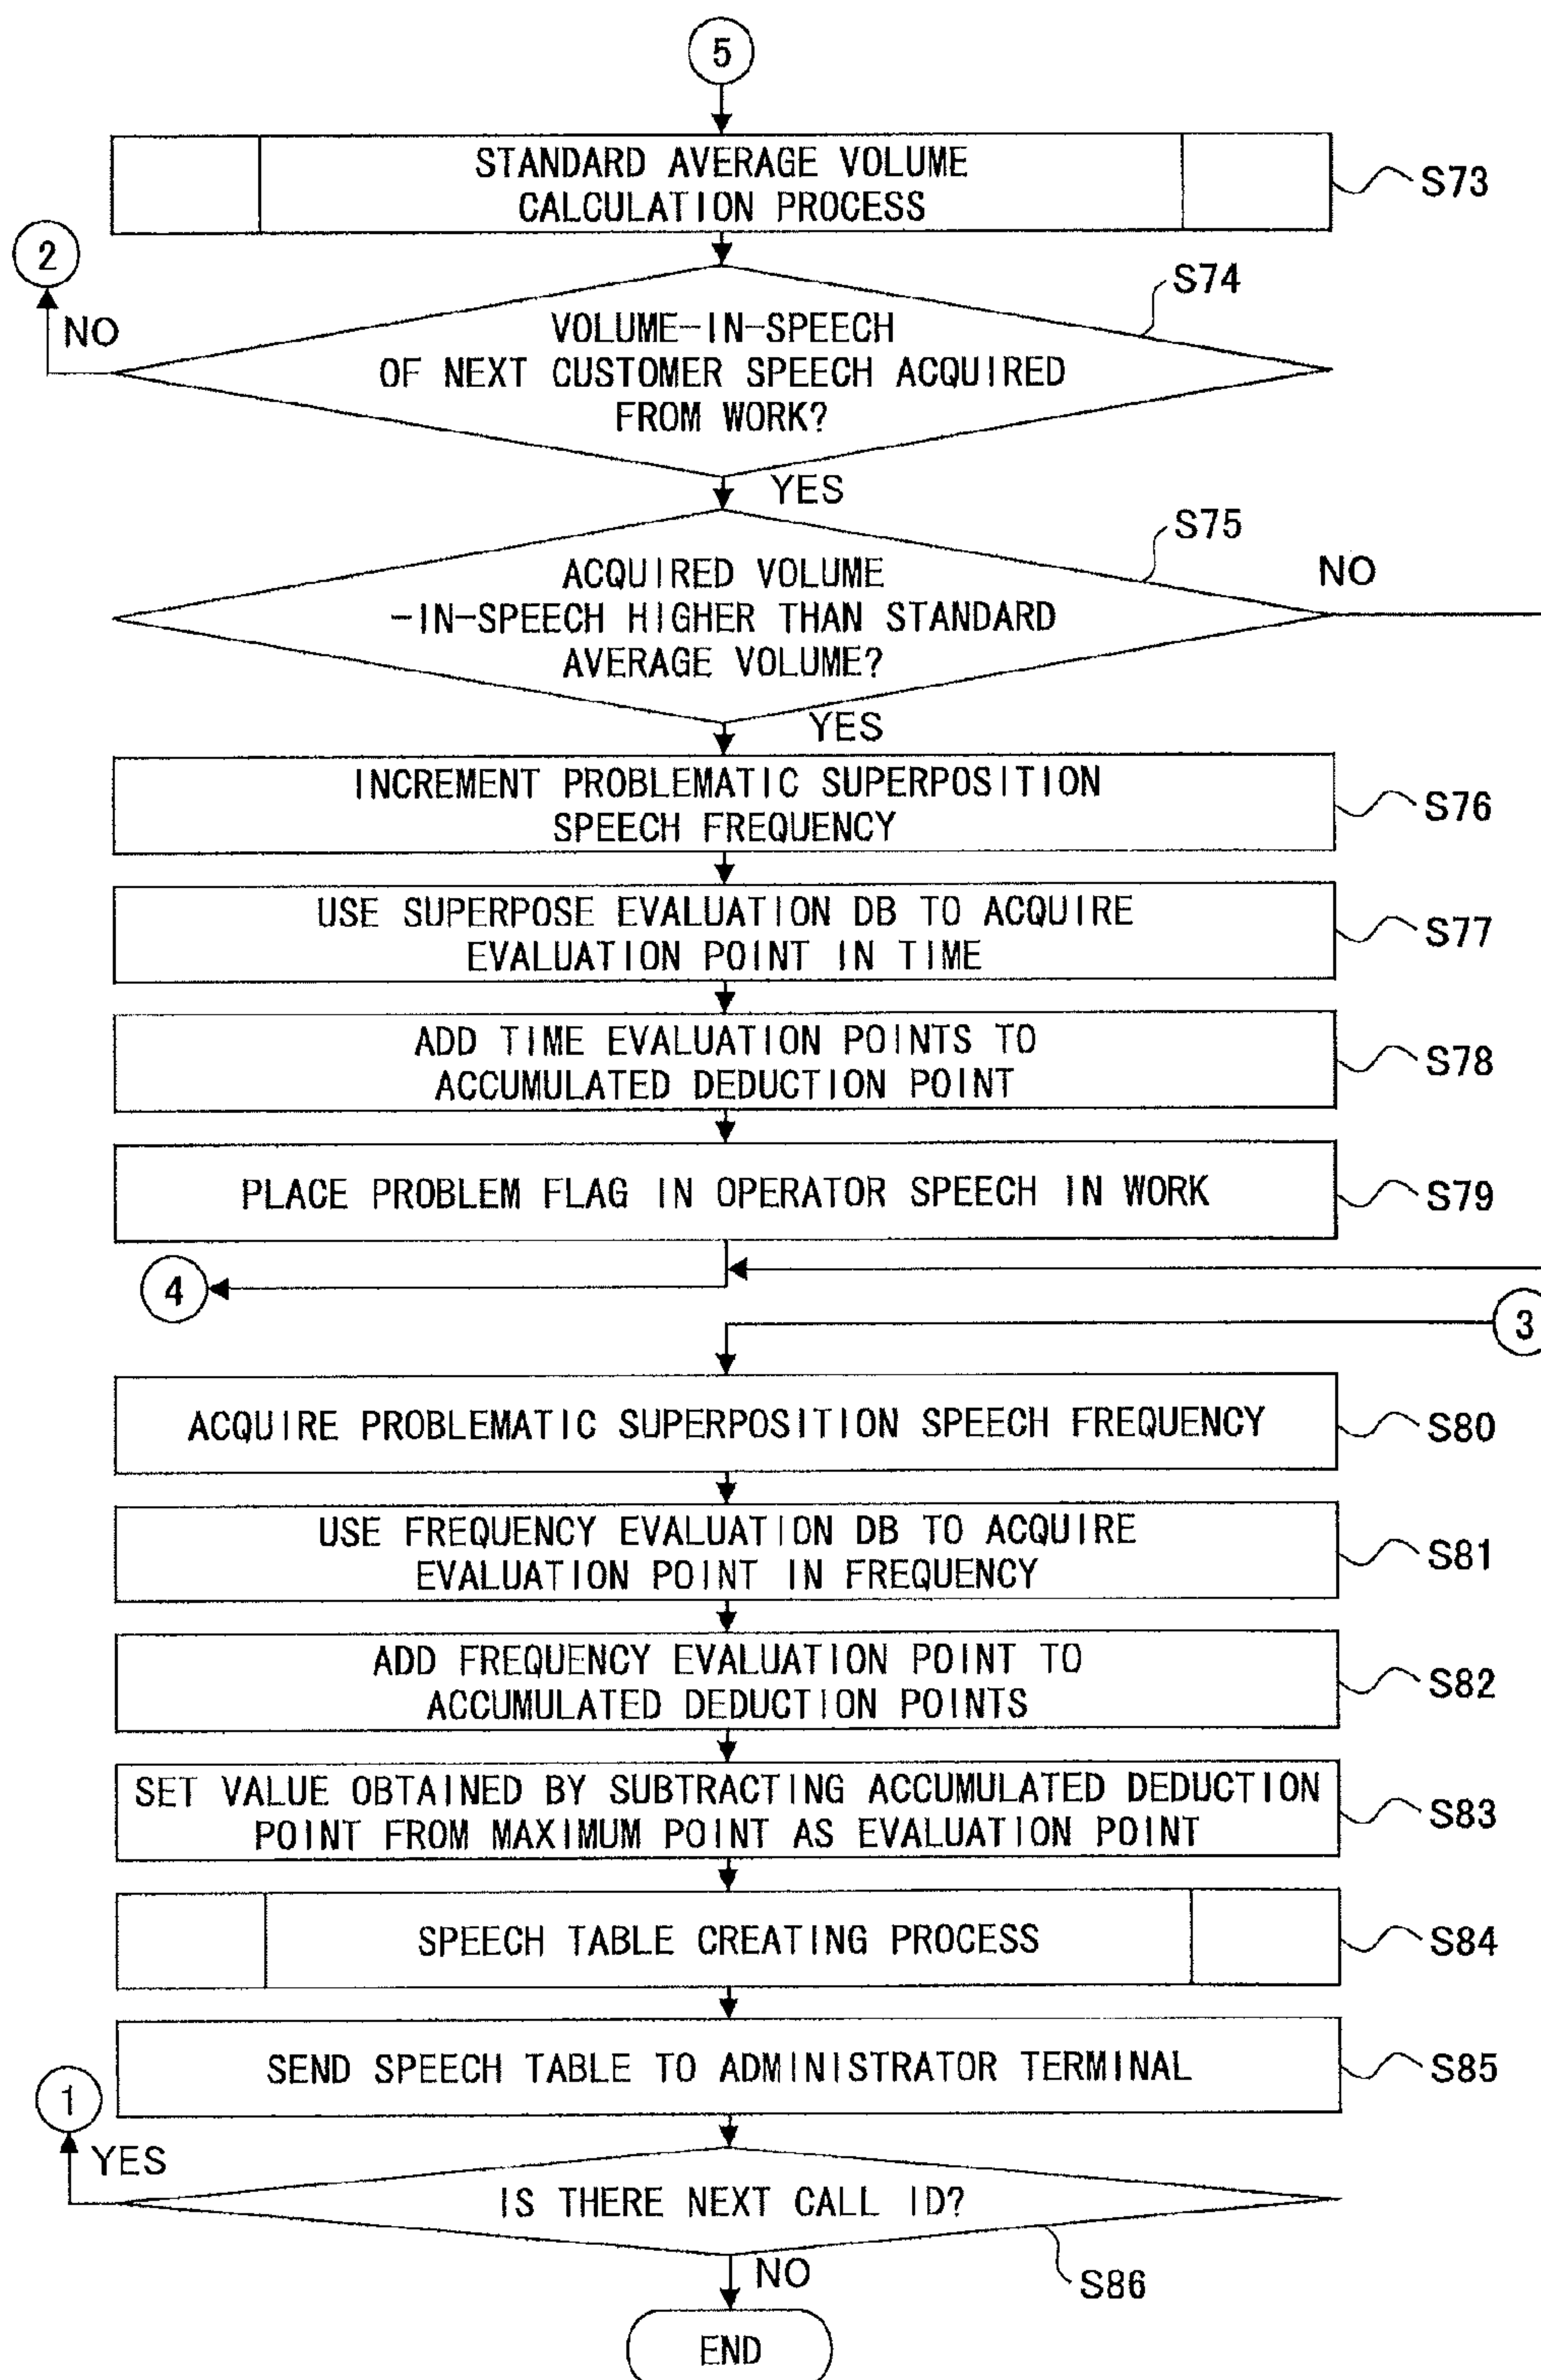 5
STANDARD AVERAGE VOLUME
CALCULATION PROCESS
S73
2
NO
S74
VOLUME-IN-SPEECH
OF NEXT CUSTOMER SPEECH ACQUIRED
FROM WORK?
YES
S75
NO
ACQUIRED VOLUME
-IN-SPEECH HIGHER THAN STANDARD
AVERAGE VOLUME?
YES
INCREMENT PROBLEMATIC SUPERPOSITION
SPEECH FREQUENCY
S76
USE SUPERPOSE EVALUATION DB TO ACQUIRE
EVALUATION POINT IN TIME
S77
ADD TIME EVALUATION POINTS TO
ACCUMULATED DEDUCTION POINT
S78
PLACE PROBLEM FLAG IN OPERATOR SPEECH IN WORK
S79
4
3
ACQUIRE PROBLEMATIC SUPERPOSITION SPEECH FREQUENCY
S80
USE FREQUENCY EVALUATION DB TO ACQUIRE
EVALUATION POINT IN FREQUENCY
S81
ADD FREQUENCY EVALUATION POINT TO
ACCUMULATED DEDUCTION POINTS
S82
SET VALUE OBTAINED BY SUBTRACTING ACCUMULATED DEDUCTION
POINT FROM MAXIMUM POINT AS EVALUATION POINT
S83
SPEECH TABLE CREATING PROCESS
S84
SEND SPEECH TABLE TO ADMINISTRATOR TERMINAL
S85
1
YES
IS THERE NEXT CALL ID?
S86
NO
END